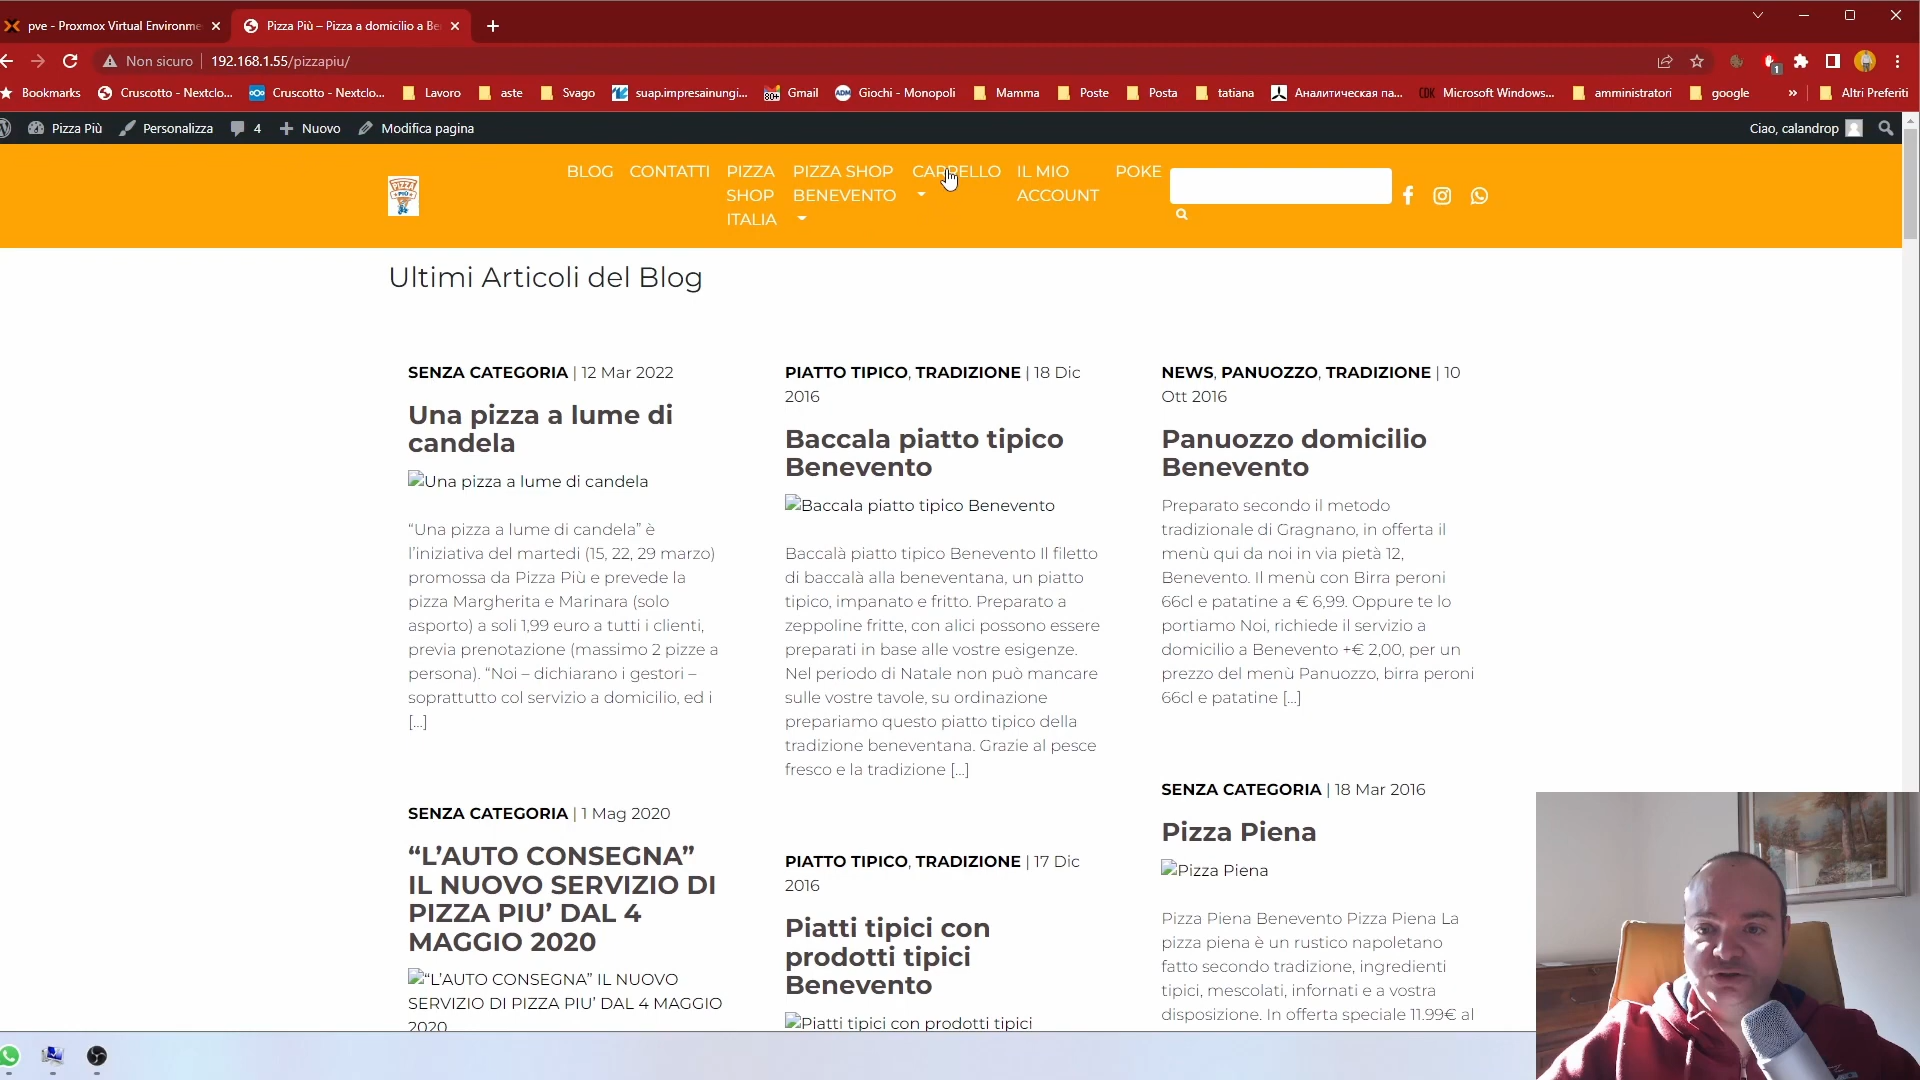 pve - Proxmox Virtual Environme
Pizza Più – Pizza a domicilio a Be
Non sicuro
192.168.1.55/pizzapiu/
1
Bookmarks
Cruscotto - Nextclo...
Cruscotto - Nextclo...
Lavoro
aste
Svago
suap.impresainungi...
80+
Gmail
ADM
Giochi - Monopoli
Mamma
Poste
Posta
tatiana
Аналитическая па...
Microsoft Windows...
amministratori
google
»
Altri Preferiti
Pizza Più
Personalizza
4
Nuovo
Modifica pagina
Ciao, calandrop
PIZZA
PIÙ
BLOG
CONTATTI
PIZZA
SHOP
ITALIA
PIZZA SHOP
BENEVENTO
CAPPELLO
IL MIO
ACCOUNT
POKE
Ultimi Articoli del Blog
SENZA CATEGORIA | 12 Mar 2022
Una pizza a lume di
candela
Una pizza a lume di candela
“Una pizza a lume di candela” è
l’iniziativa del martedi (15, 22, 29 marzo)
promossa da Pizza Più e prevede la
pizza Margherita e Marinara (solo
asporto) a soli 1,99 euro a tutti i clienti,
previa prenotazione (massimo 2 pizze a
persona). “Noi – dichiarano i gestori –
soprattutto col servizio a domicilio, ed i
[…]
SENZA CATEGORIA | 1 Mag 2020
“L’AUTO CONSEGNA”
IL NUOVO SERVIZIO DI
PIZZA PIU’ DAL 4
MAGGIO 2020
“L’AUTO CONSEGNA” IL NUOVO
SERVIZIO DI PIZZA PIU’ DAL 4 MAGGIO
2020
PIATTO TIPICO, TRADIZIONE | 18 Dic
2016
Baccala piatto tipico
Benevento
Baccala piatto tipico Benevento
Baccalà piatto tipico Benevento Il filetto
di baccalà alla beneventana, un piatto
tipico, impanato e fritto. Preparato a
zeppoline fritte, con alici possono essere
preparati in base alle vostre esigenze.
Nel periodo di Natale non può mancare
sulle vostre tavole, su ordinazione
prepariamo questo piatto tipico della
tradizione beneventana. Grazie al pesce
fresco e la tradizione […]
PIATTO TIPICO, TRADIZIONE | 17 Dic
2016
Piatti tipici con
prodotti tipici
Benevento
Piatti tipici con prodotti tipici
NEWS, PANUOZZO, TRADIZIONE | 10
Ott 2016
Panuozzo domicilio
Benevento
Preparato secondo il metodo
tradizionale di Gragnano, in offerta il
menù qui da noi in via pietà 12,
Benevento. Il menù con Birra peroni
66cl e patatine a € 6,99. Oppure te lo
portiamo Noi, richiede il servizio a
domicilio a Benevento +€ 2,00, per un
prezzo del menù Panuozzo, birra peroni
66cl e patatine […]
SENZA CATEGORIA | 18 Mar 2016
Pizza Piena
Pizza Piena
Pizza Piena Benevento Pizza Piena La
pizza piena è un rustico napoletano
fatto secondo tradizione, ingredienti
tipici, mescolati, infornati e a vostra
disposizione. In offerta speciale 11.99€ al